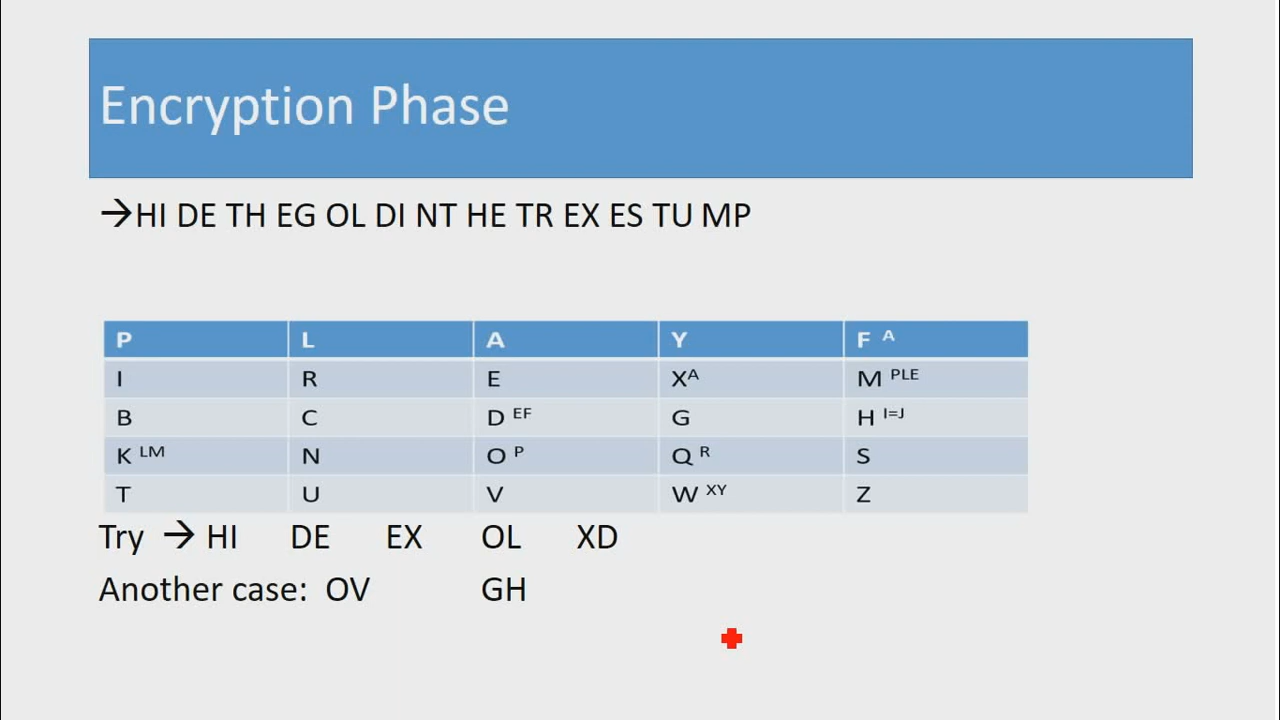 Encryption Phase
→HI DE TH EG OL DI NT HE TR EX ES TU MP
P L A Y F A
I R E XA M PLE
B C D EF G H I=J
K LM N O P Q R S
T U V W XY Z
Try → HI DE EX OL XD
Another case: OV GH